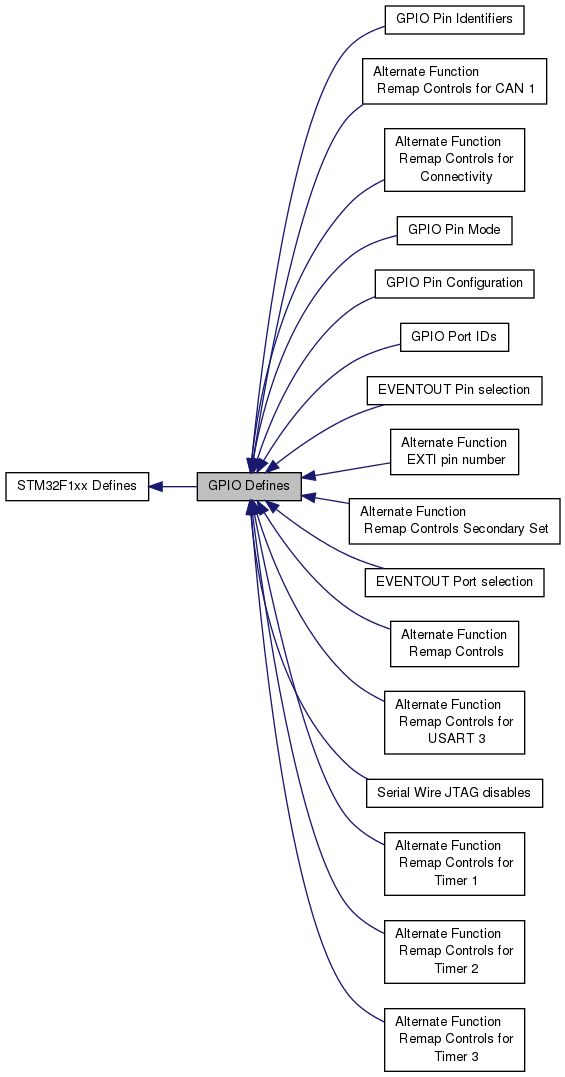 GPIO Pin Identifiers
Alternate Function
Remap Controls for CAN 1
Alternate Function
Remap Controls for
Connectivity
GPIO Pin Mode
GPIO Pin Configuration
GPIO Port IDs
EVENTOUT Pin selection
Alternate Function
EXTI pin number
STM32F1xx Defines
GPIO Defines
Alternate Function
Remap Controls Secondary Set
EVENTOUT Port selection
Alternate Function
Remap Controls
Alternate Function
Remap Controls for
USART 3
Serial Wire JTAG disables
Alternate Function
Remap Controls for
Timer 1
Alternate Function
Remap Controls for
Timer 2
Alternate Function
Remap Controls for
Timer 3